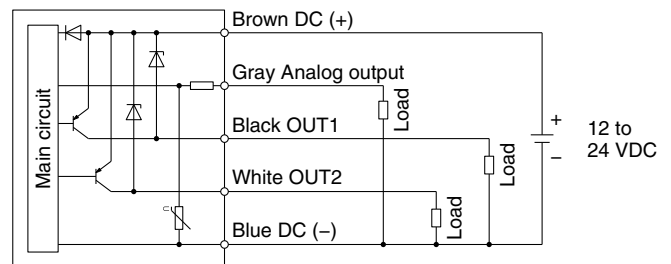 Brown DC (+)
Gray Analog output
Black OUT1
White OUT2
Blue DC (−)
Main circuit
Load
Load
Load
+
−
12 to
24 VDC